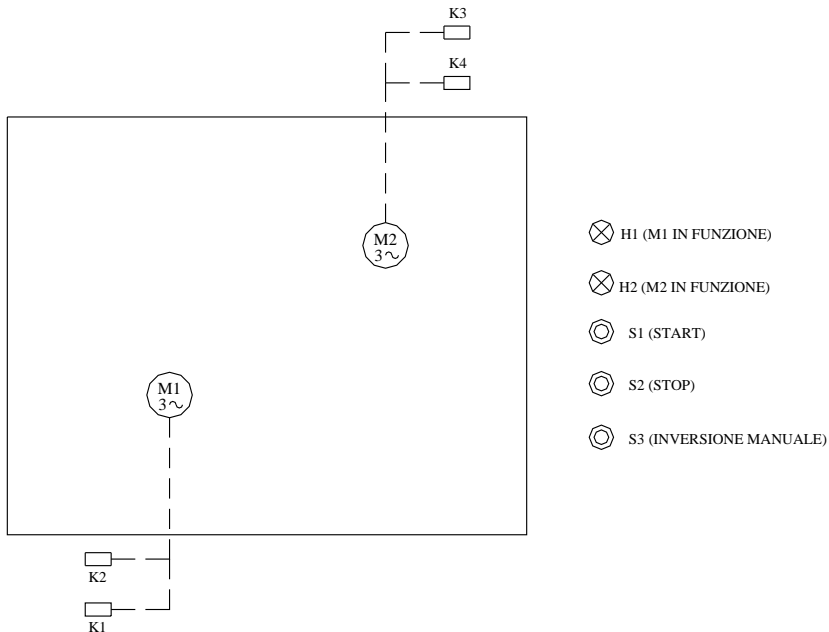 K3
K4
M2
3~
H1 (M1 IN FUNZIONE)
H2 (M2 IN FUNZIONE)
S1 (START)
M1
3~
S2 (STOP)
S3 (INVERSIONE MANUALE)
K2
K1